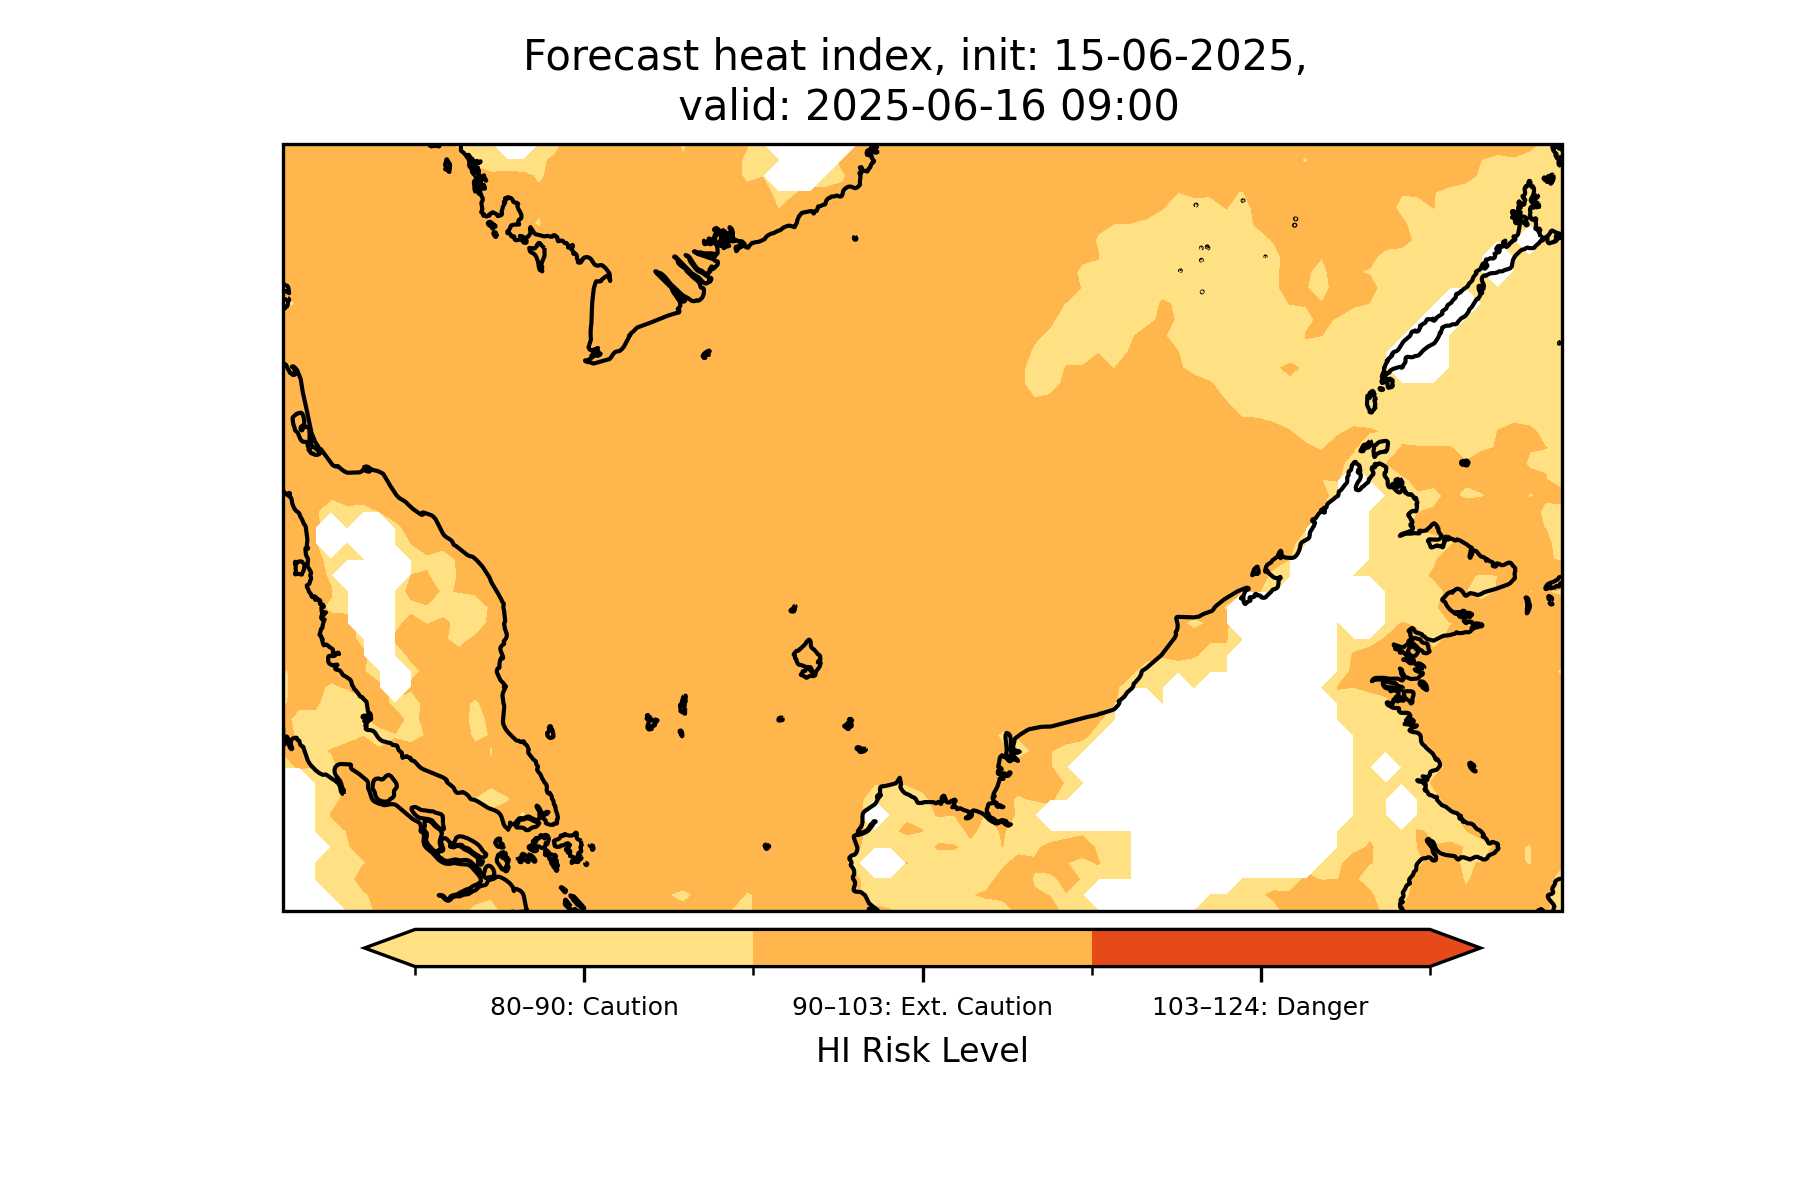 Forecast heat index, init: 15-06-2025,
valid: 2025-06-16 09:00
80–90: Caution
90–103: Ext. Caution
103–124: Danger
HI Risk Level